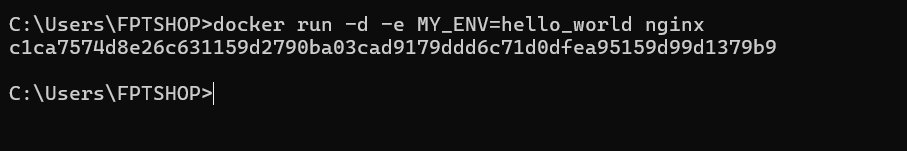 C:\Users\FPTSHOP>docker run -d -e MY_ENV=hello_world nginx
c1ca7574d8e26c631159d2790ba03cad9179ddd6c71d0dfea95159d99d1379b9
C:\Users\FPTSHOP>